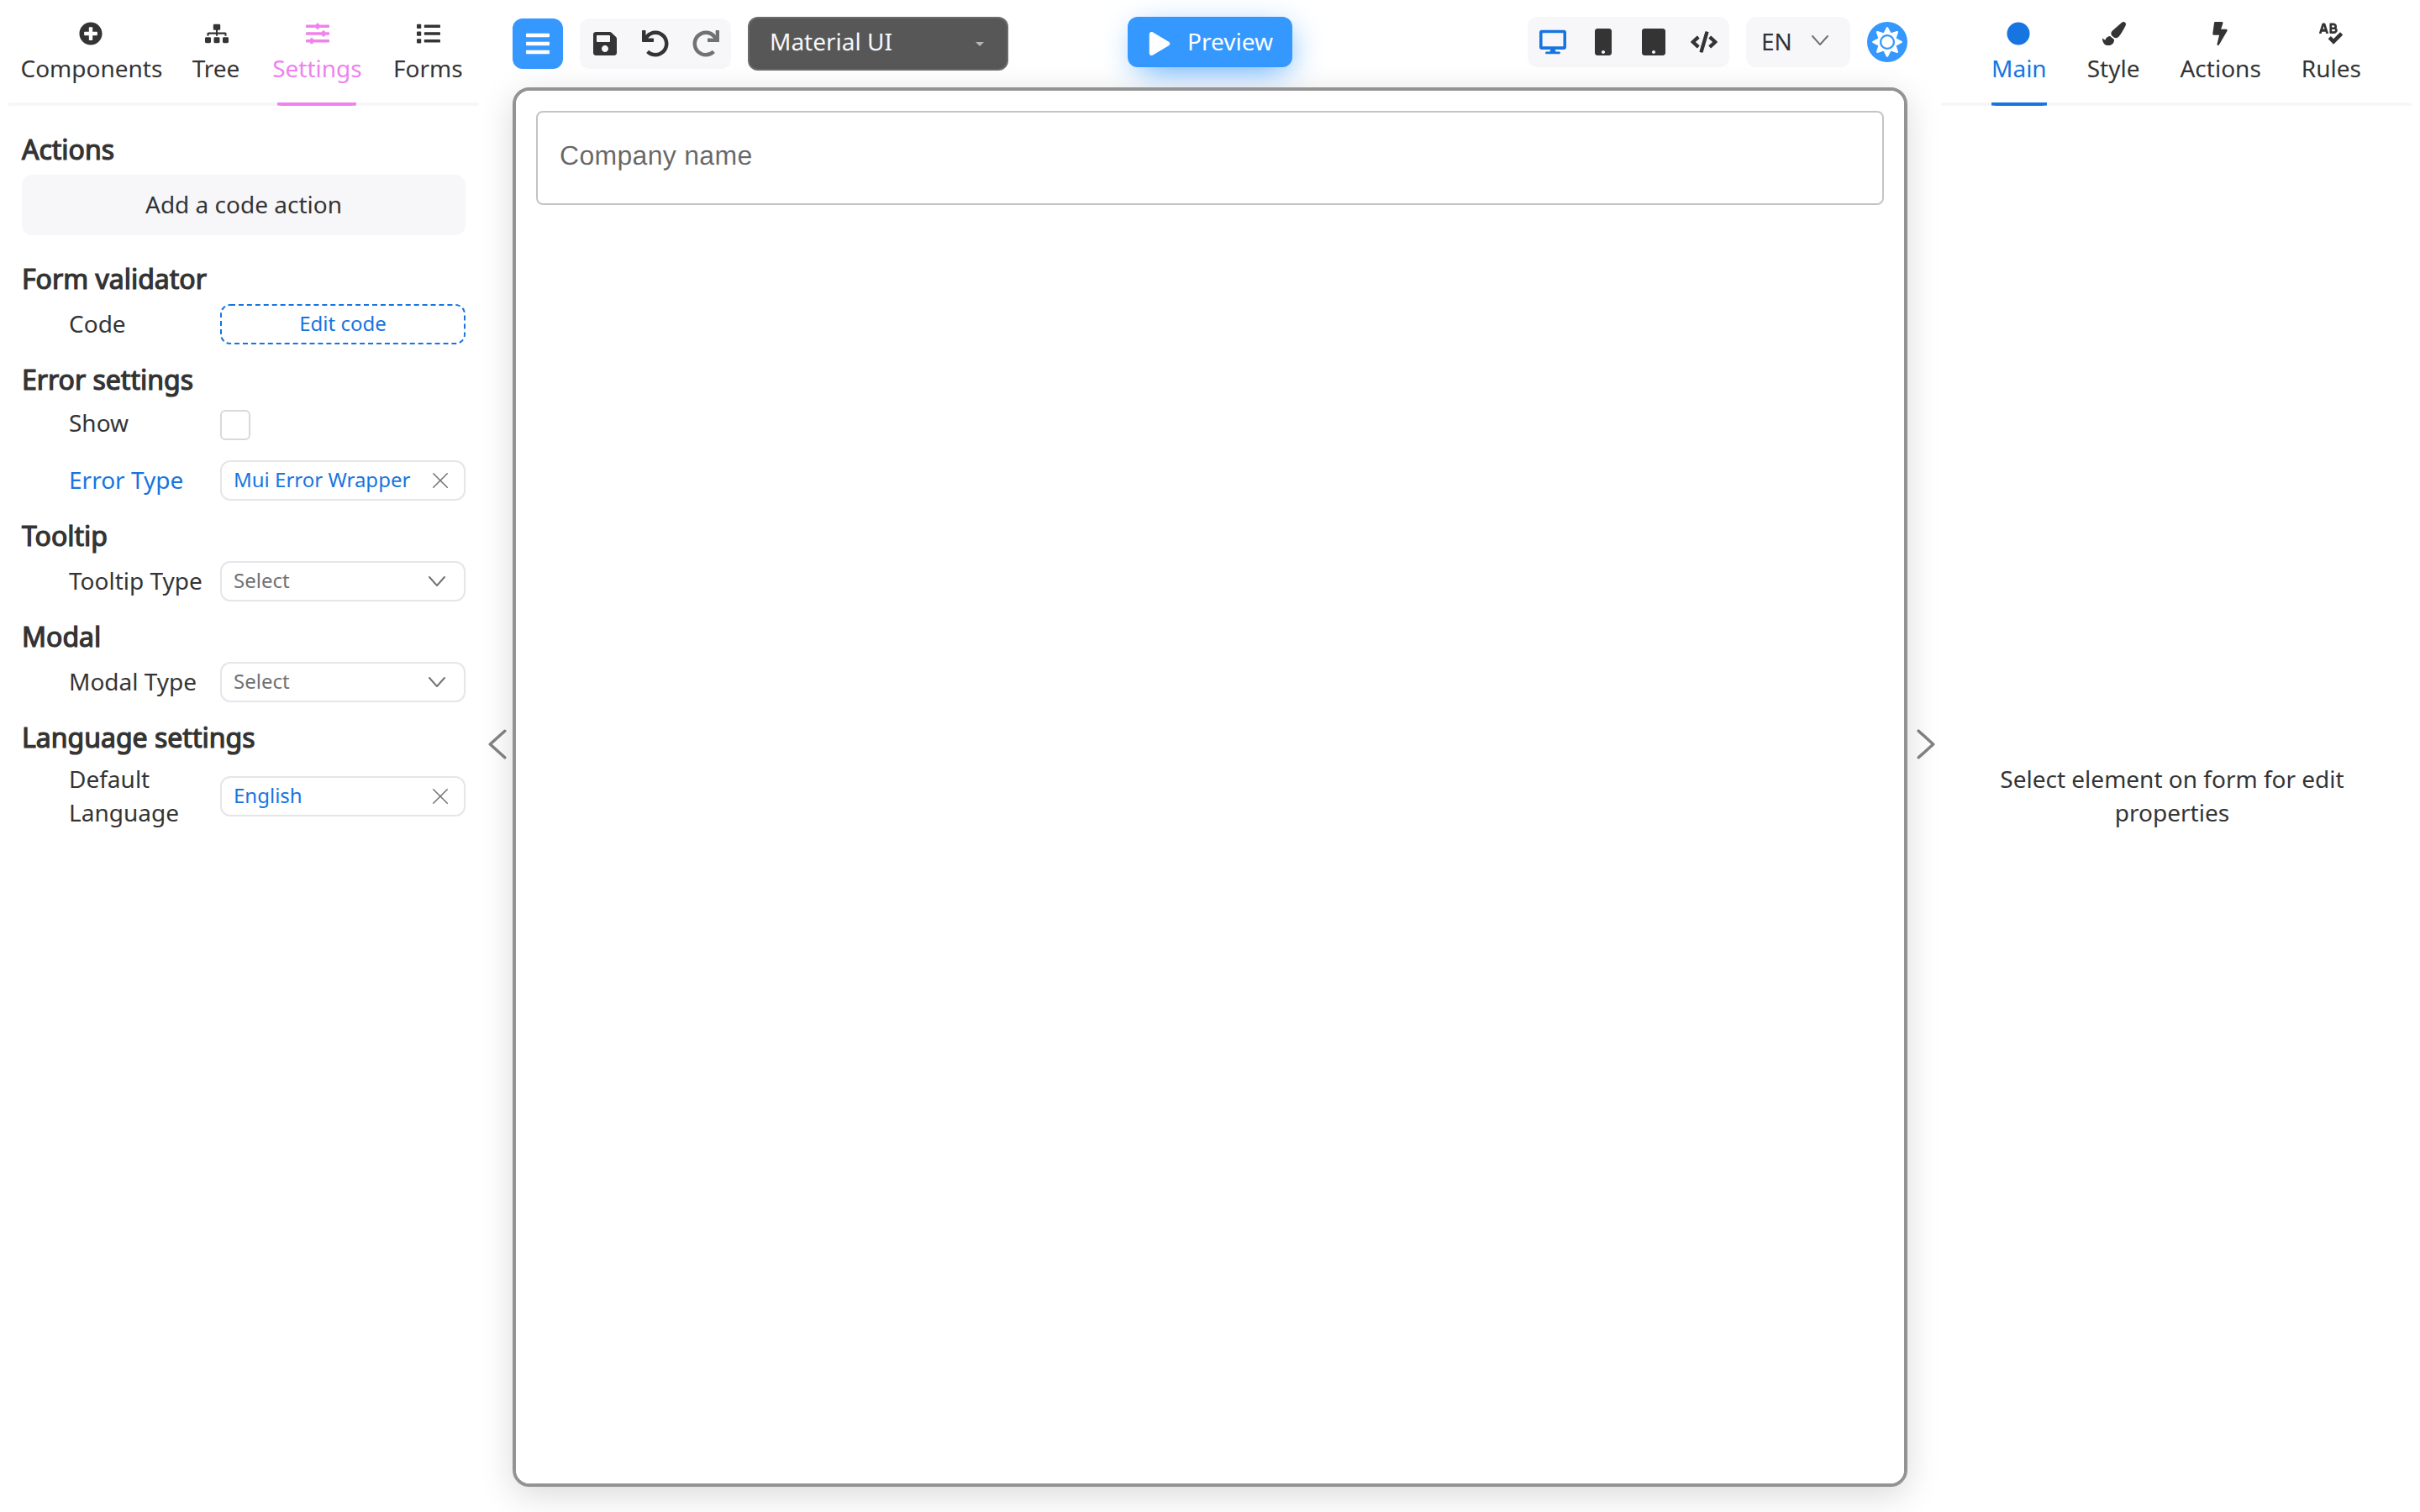 Components
Tree
Settings
Forms
Material UI
Preview
EN
Main
Style
Actions
AB
Rules
Actions
Add a code action
Form validator
Code
Edit code
Error settings
Show
Error Type
Mui Error Wrapper
Tooltip
Tooltip Type
Select
Modal
Modal Type
Select
Language settings
Default
Language
English
Company name
Select element on form for edit
properties